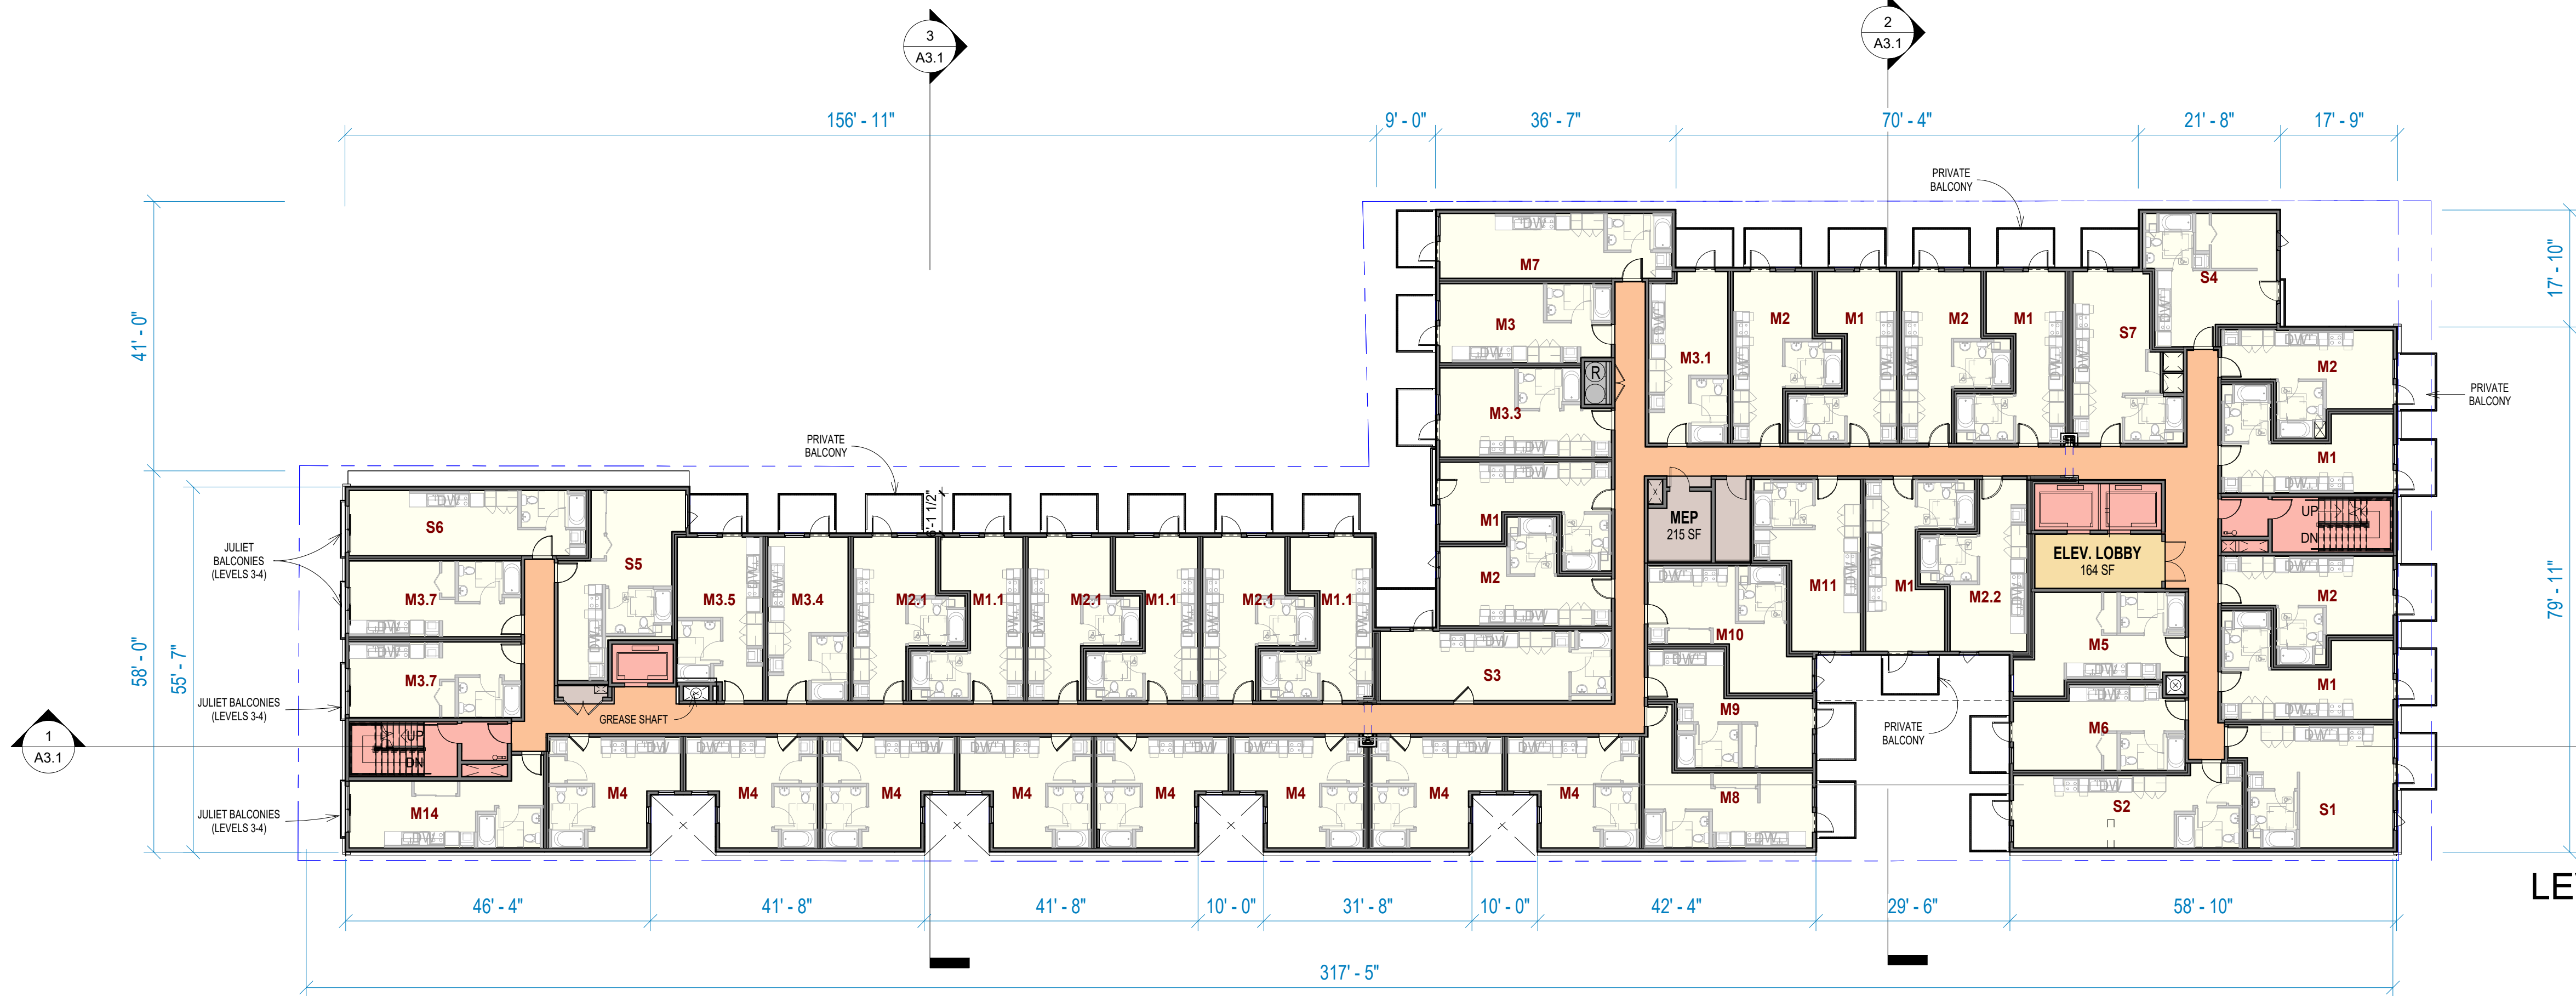 3
A3.1
2
A3.1
156' - 11"
9' - 0"
36' - 7"
70' - 4"
21' - 8"
17' - 9"
PRIVATE
BALCONY
17' - 10"
41' - 0"
M7
S4
M3
M3.1
M2
M1
M2
M1
S7
M2
R
PRIVATE
BALCONY
M3.3
M1
PRIVATE
BALCONY
6'-1 1/2"
S6
S5
M1
MEP
215 SF
UP
DN
ELEV. LOBBY
164 SF
JULIET
BALCONIES
(LEVELS 3-4)
M3.7
M3.5
M3.4
M2.1
M1.1
M2.1
M1.1
M2.1
M1.1
M2
M11
M1
M2.2
M2
79' - 11"
58' - 0"
55' - 7"
M10
M5
M3.7
S3
M1
JULIET BALCONIES
(LEVELS 3-4)
GREASE SHAFT
M9
PRIVATE
BALCONY
M6
1
A3.1
UP
DN
JULIET BALCONIES
(LEVELS 3-4)
M14
M4
M4
M4
M4
M4
M4
M4
M4
M8
S2
S1
46' - 4"
41' - 8"
41' - 8"
10' - 0"
31' - 8"
10' - 0"
42' - 4"
29' - 6"
58' - 10"
317' - 5"